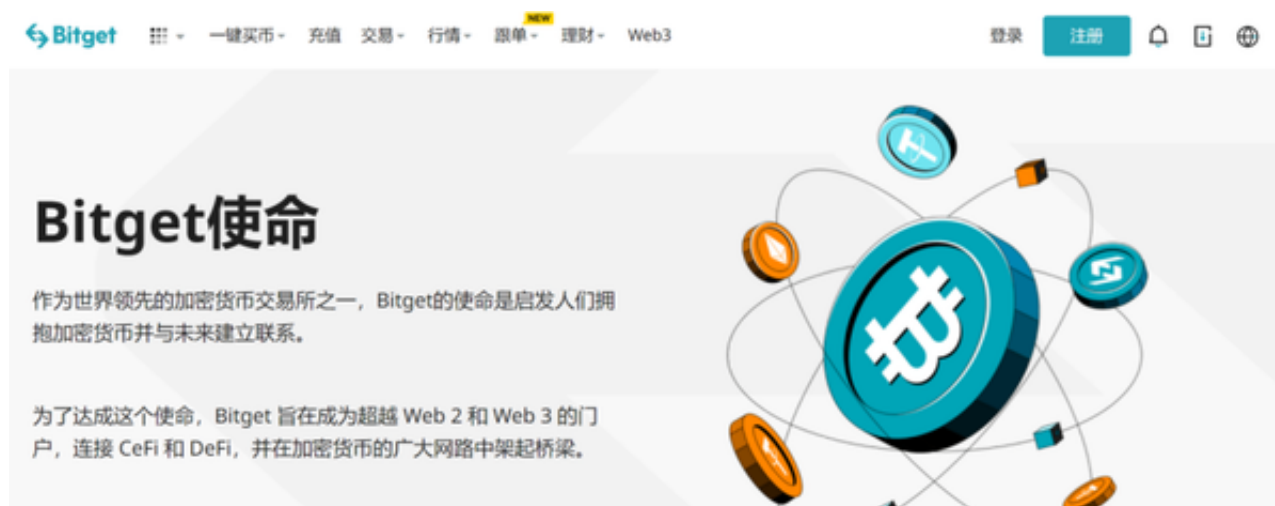 Bitget 一键买币 充值 交易 行情 跟单 NEW 理财 Web3 登录 注册
Bitget使命
作为世界领先的加密货币交易所之一，Bitget的使命是启发人们拥
抱加密货币并与未来建立联系。
为了达成这个使命，Bitget 旨在成为超越 Web 2 和 Web 3 的门
户，连接 CeFi 和 DeFi，并在加密货币的广大网路中架起桥梁。